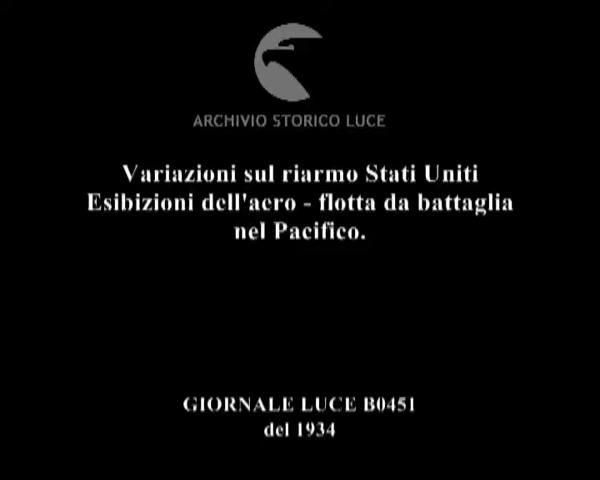 ARCHIVIO STORICO LUCE
Variazioni sul riarmo Stati Uniti
Esibizioni dell'aero - flotta da battaglia
nel Pacifico.
GIORNALE LUCE B0451
del 1934